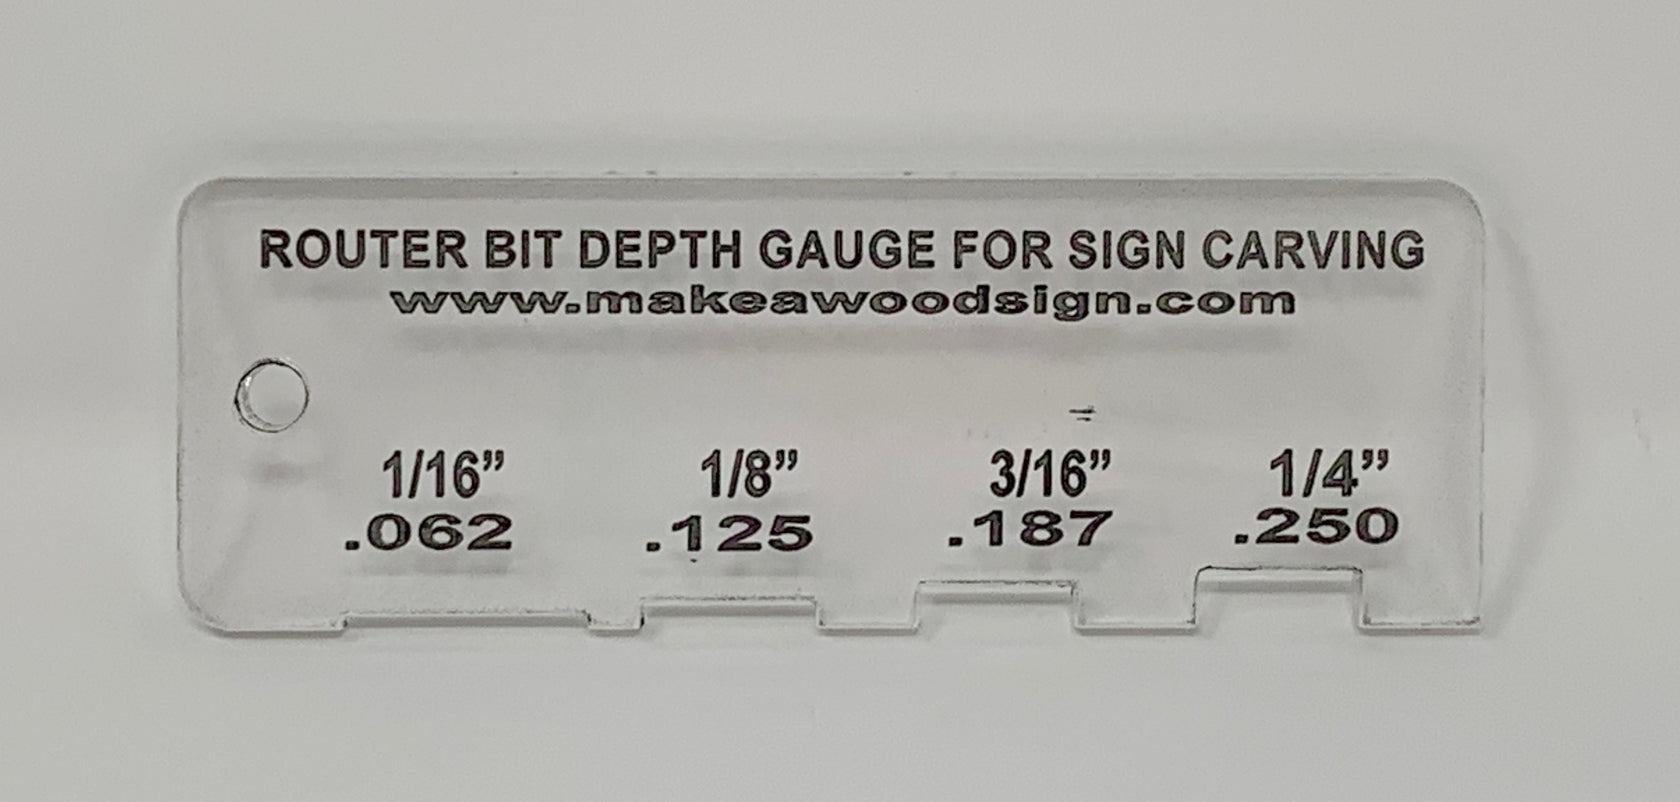 ROUTER BIT DEPTH GAUGE FOR SIGN CARVING
www.makeawoodsign.com
1/16” 1/8” 3/16” 1/4”
.062 .125 .187 .250